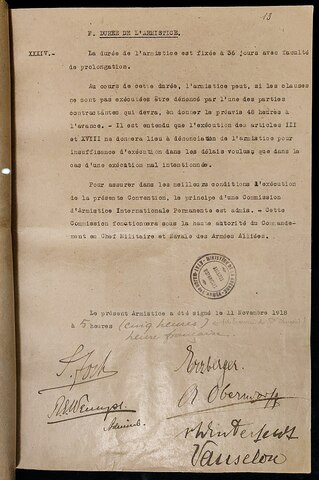 13
F. DURÉE DE L'ARMISTICE.
XXXIV.- La durée de l'armistice est fixée à 36 jours avec faculté
de prolongation.
Au cours de cette durée, l'armistice peut, si les clauses
ne sont pas exécutées être dénoncé par l'une des parties
contractantes qui devra, en donner le préavis 48 heures à
l'avance. - Il est entendu que l'exécution des articles III
et XVIII ne donnera lieu à dénonciation de l'armistice pour
insuffisance d'exécution dans les délais voulus, que dans le
cas d'une exécution mal intentionnée.
Pour assurer dans les meilleures conditions l'exécution
de la présente Convention, le principe d'une Commission
d'Armistice Internationale Permanente est admis. - Cette
Commission fonctionnera sous la haute autorité du Commande-
ment en Chef Militaire et Navale des Armées Alliées.
Le présent Armistice a été signé le 11 Novembre 1918
à 5 heures (cinq heures)
heure française
F. Foch
Erzberger
R.E. Wemyss
Admiral
A Oberndorff
vWinterfeldt
Vanselow